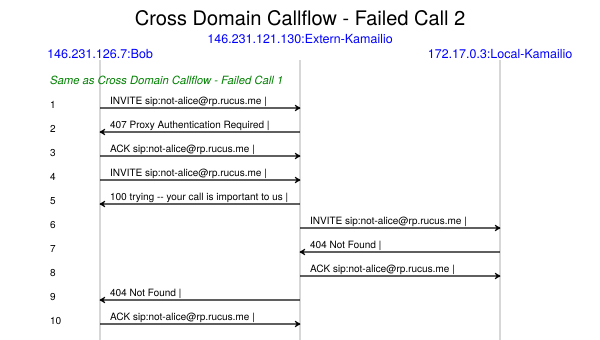 Cross Domain Callflow - Failed Call 2
146.231.121.130:Extern-Kamailio
146.231.126.7:Bob 172.17.0.3:Local-Kamailio
Same as Cross Domain Callflow - Failed Call 1
1 INVITE sip:not-alice@rp.rucus.me |
2 407 Proxy Authentication Required |
3 ACK sip:not-alice@rp.rucus.me |
4 INVITE sip:not-alice@rp.rucus.me |
5 100 trying -- your call is important to us |
6 INVITE sip:not-alice@rp.rucus.me |
7 404 Not Found |
8 ACK sip:not-alice@rp.rucus.me |
9 404 Not Found |
10 ACK sip:not-alice@rp.rucus.me |